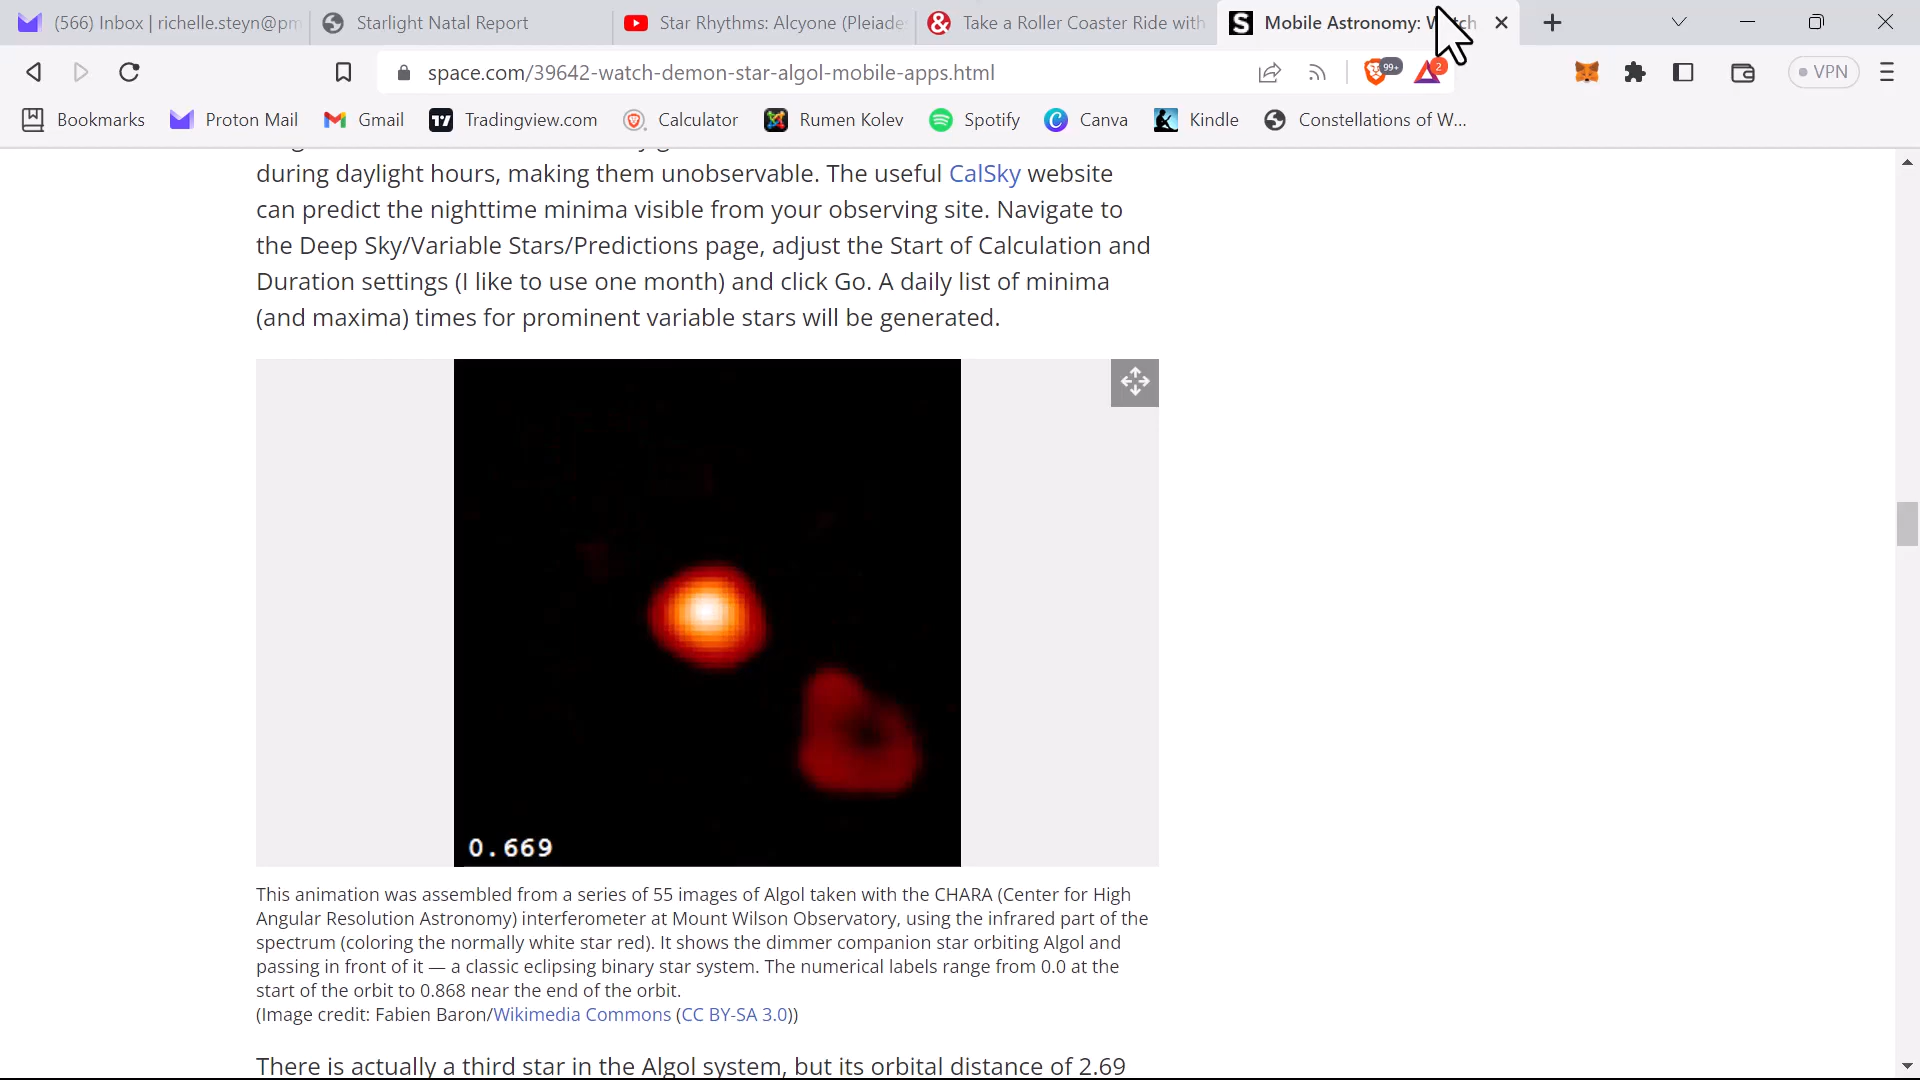 (566) Inbox | richelle.steyn@pm
Starlight Natal Report
Star Rhythms: Alcyone (Pleiade
Take a Roller Coaster Ride with
Mobile Astronomy:
space.com/39642-watch-demon-star-algol-mobile-apps.html
99+
2
VPN
Bookmarks
Proton Mail
Gmail
Tradingview.com
Calculator
Rumen Kolev
Spotify
Canva
Kindle
Constellations of W...
during daylight hours, making them unobservable. The useful CalSky website
can predict the nighttime minima visible from your observing site. Navigate to
the Deep Sky/Variable Stars/Predictions page, adjust the Start of Calculation and
Duration settings (I like to use one month) and click Go. A daily list of minima
(and maxima) times for prominent variable stars will be generated.
0.669
This animation was assembled from a series of 55 images of Algol taken with the CHARA (Center for High
Angular Resolution Astronomy) interferometer at Mount Wilson Observatory, using the infrared part of the
spectrum (coloring the normally white star red). It shows the dimmer companion star orbiting Algol and
passing in front of it — a classic eclipsing binary star system. The numerical labels range from 0.0 at the
start of the orbit to 0.868 near the end of the orbit.
(Image credit: Fabien Baron/Wikimedia Commons (CC BY-SA 3.0))
There is actually a third star in the Algol system, but its orbital distance of 2.69